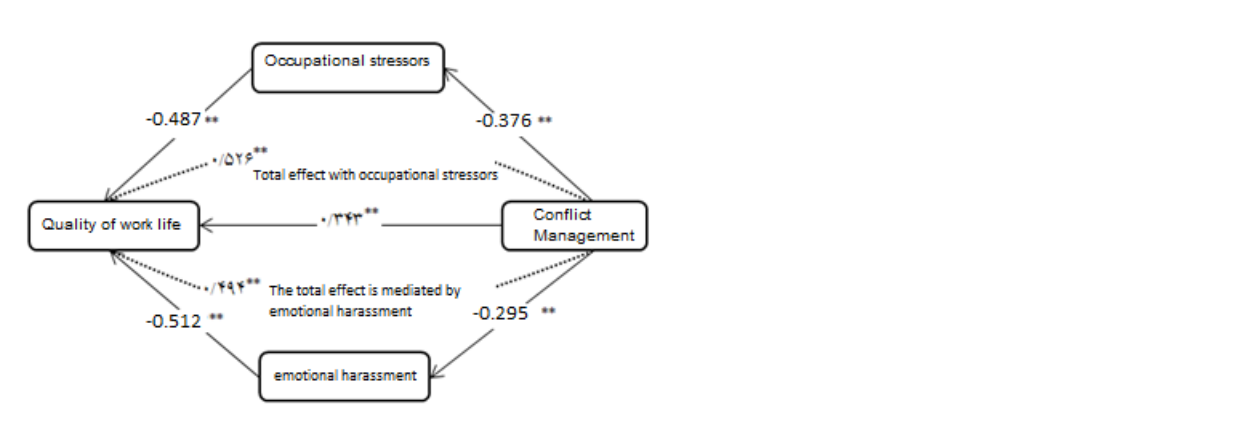 Occupational stressors
-0.487 **
-0.376 **
۰/۵۲۶**
Total effect with occupational stressors
Quality of work life
۰/۳۴۳**
Conflict
Management
۰/۴۹۴**
The total effect is mediated by
emotional harassment
-0.512 **
-0.295 **
emotional harassment